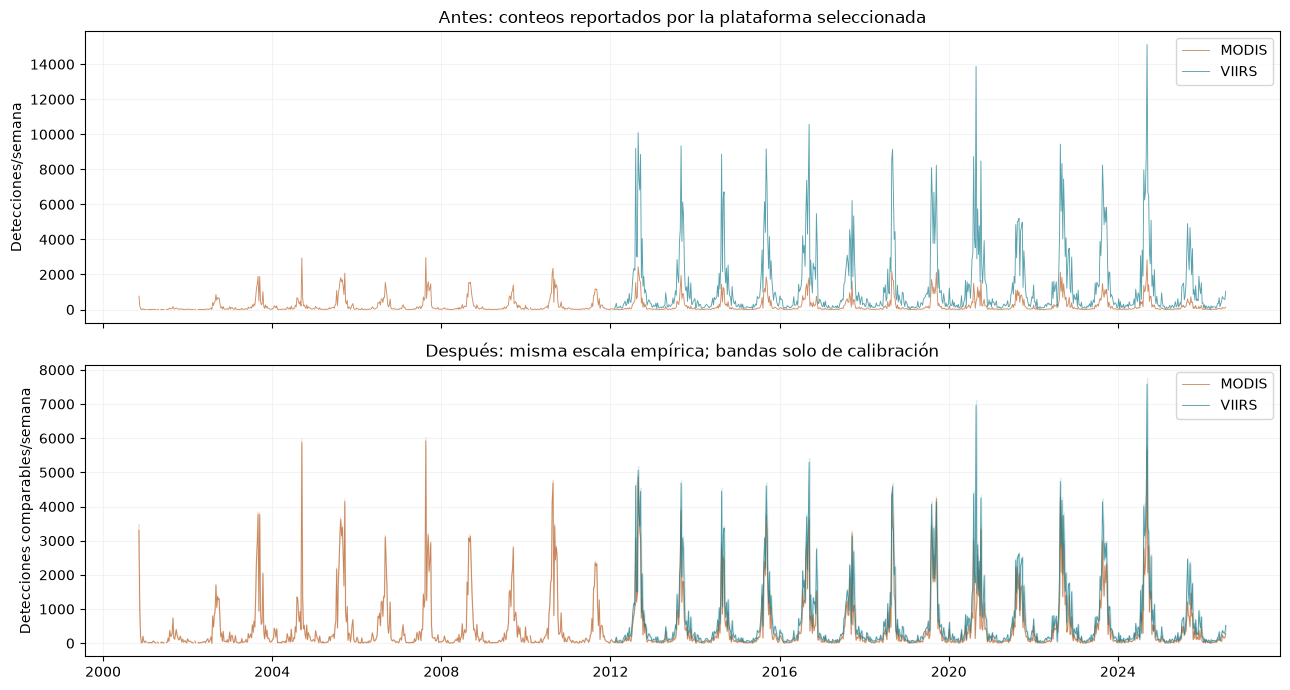 Antes: conteos reportados por la plataforma seleccionada
Detecciones/semana
14000
12000
10000
8000
6000
4000
2000
0
MODIS
VIIRS
Después: misma escala empírica; bandas solo de calibración
Detecciones comparables/semana
8000
7000
6000
5000
4000
3000
2000
1000
0
MODIS
VIIRS
2000 2004 2008 2012 2016 2020 2024